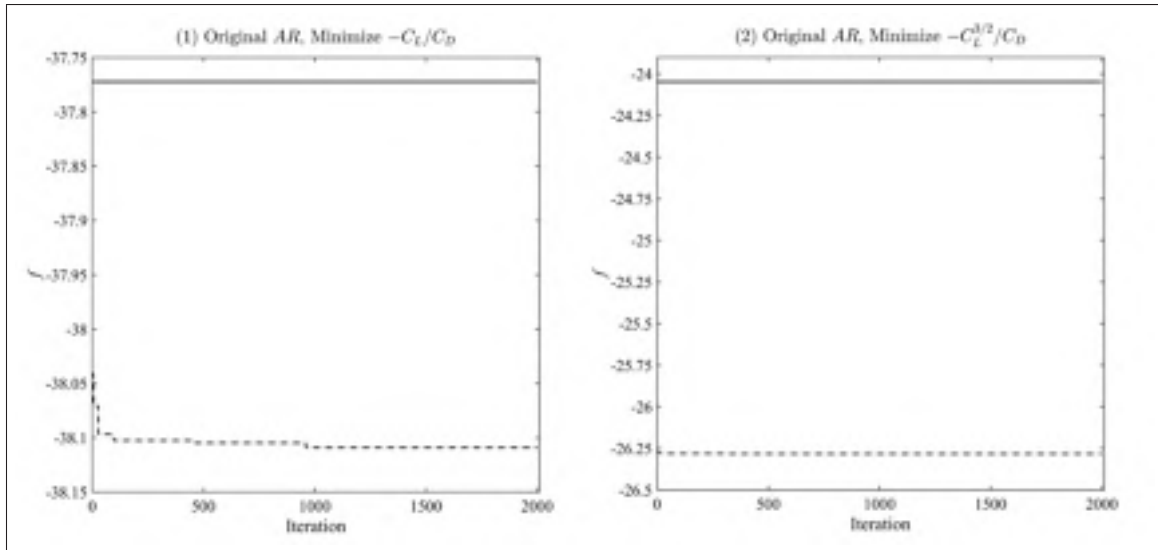 (1) Original AR, Minimize −C_L/C_D
-37.75
-37.8
-37.85
-37.9
-37.95
-38
-38.05
-38.1
-38.15
f
0 500 1000 1500 2000
Iteration
(2) Original AR, Minimize −C_L^{3/2}/C_D
-24
-24.25
-24.5
-24.75
-25
-25.25
-25.5
-25.75
-26
-26.25
-26.5
f
0 500 1000 1500 2000
Iteration